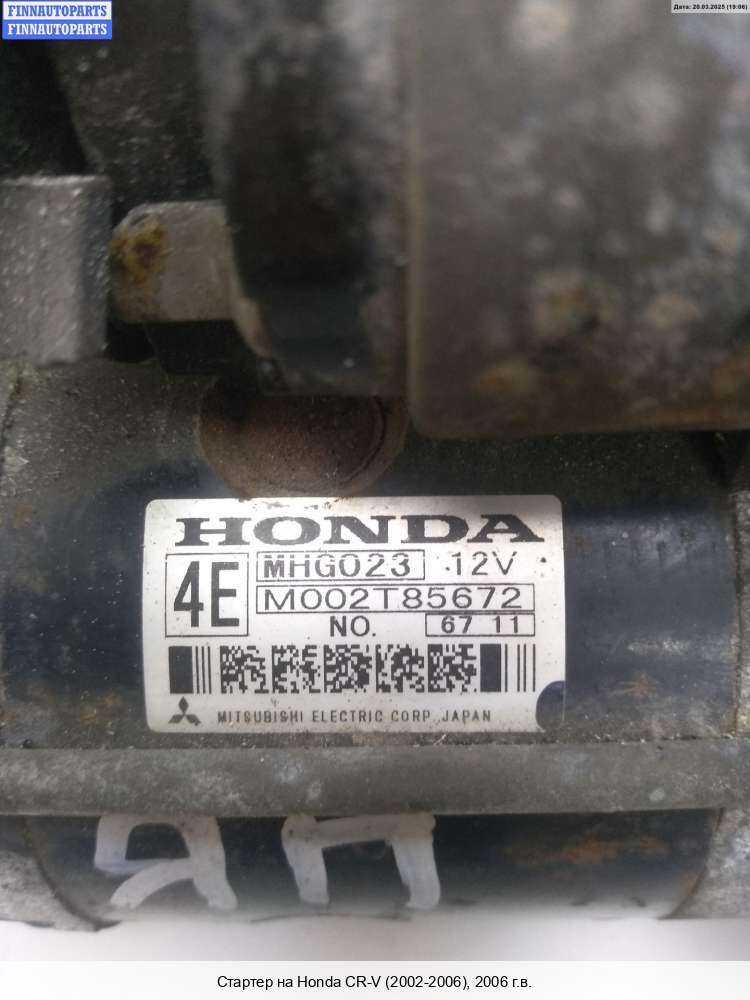 FINNAUTOPARTS
FINNAUTOPARTS
Дата: 20.03.2025 (19:06)
HONDA
4E
MHG023 12V
M002T85672
NO. 67 11
MITSUBISHI ELECTRIC CORP. JAPAN
ЯП
Стартер на Honda CR-V (2002-2006), 2006 г.в.